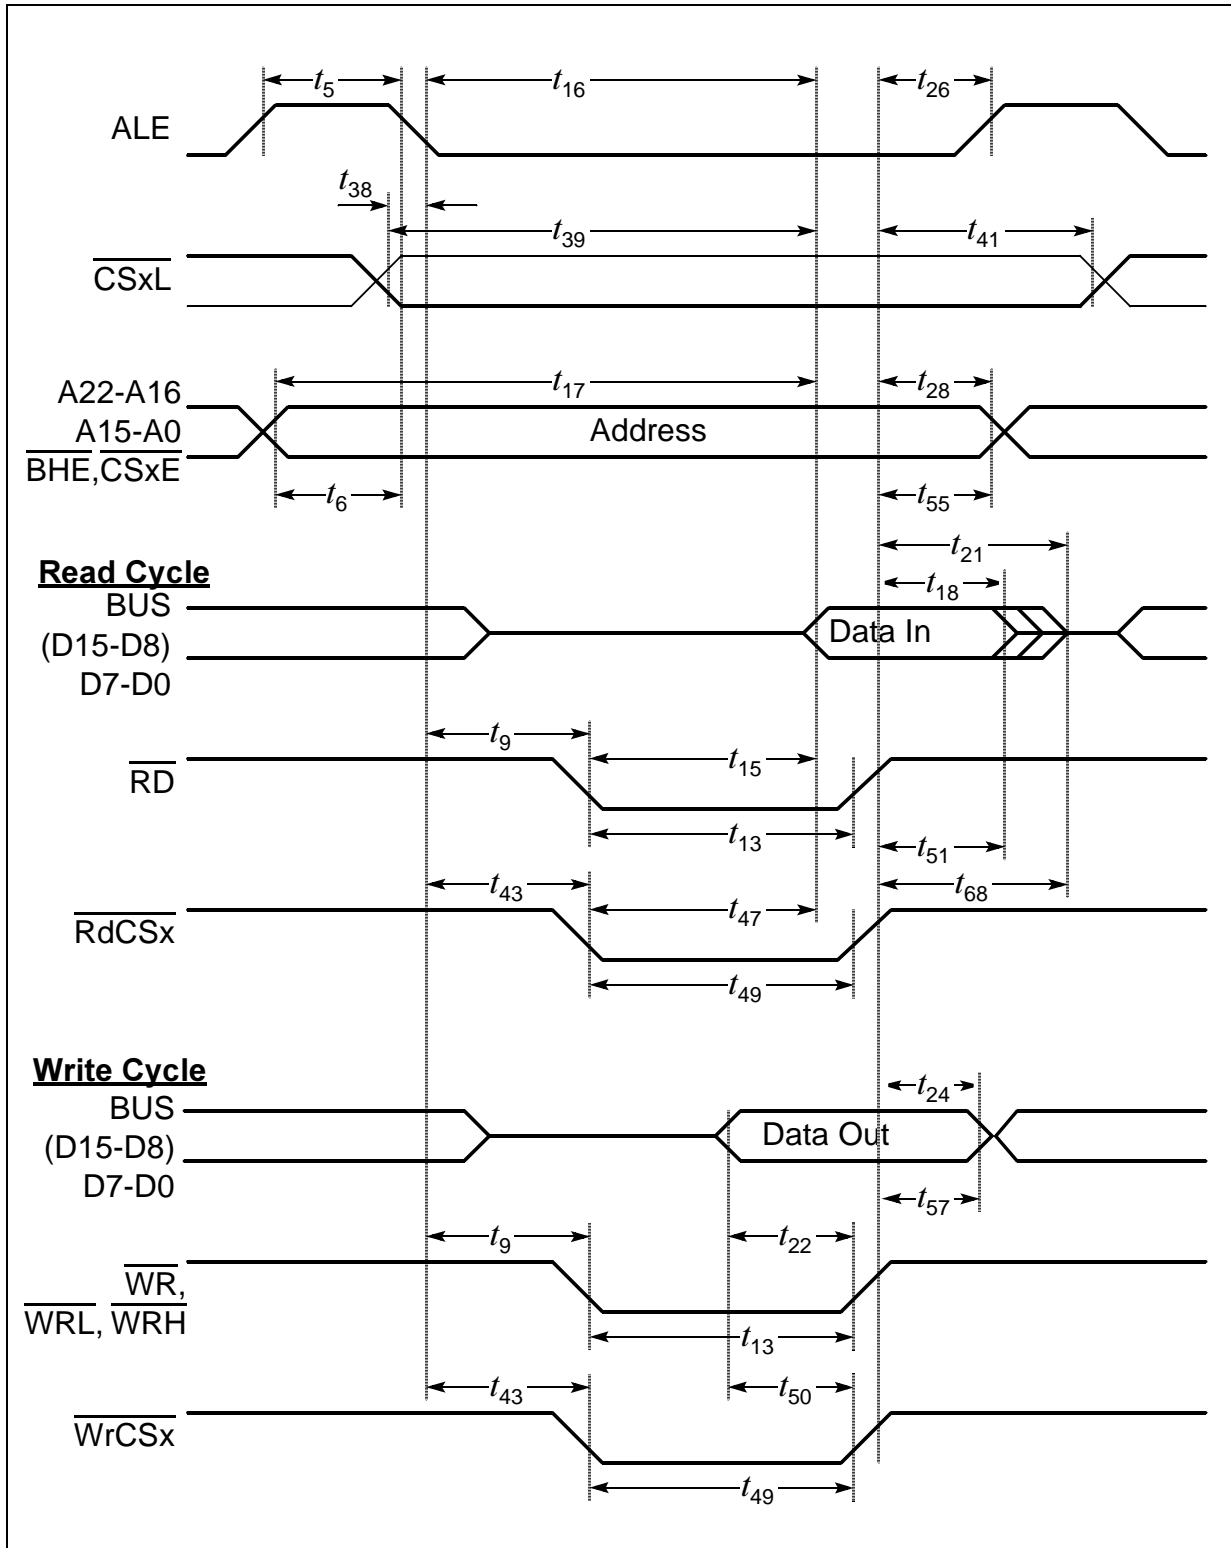 t5
t16
t26
ALE
t38
t39
t41
CSxL
t17
t28
A22-A16
A15-A0
Address
BHE,CSxE
t6
t55
t21
Read Cycle
t18
BUS
Data In
(D15-D8)
D7-D0
t9
t15
RD
t13
t51
t43
t68
t47
RdCSx
t49
Write Cycle
t24
BUS
Data Out
(D15-D8)
D7-D0
t57
t9
t22
WR,
WRL, WRH
t13
t43
t50
WrCSx
t49